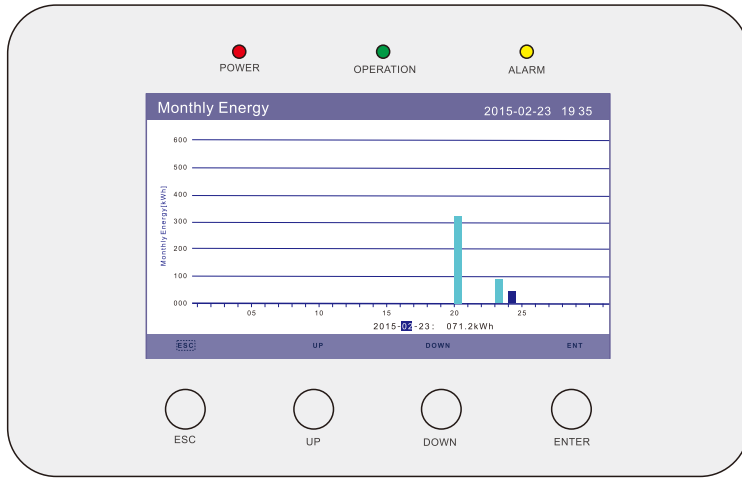 POWER OPERATION ALARM
Monthly Energy 2015-02-23 19 35
Monthly Energy[kWh]
600
500
400
300
200
100
000
05 10 15 20 25
2015-02-23: 071.2kWh
ESC UP DOWN ENT
ESC UP DOWN ENTER